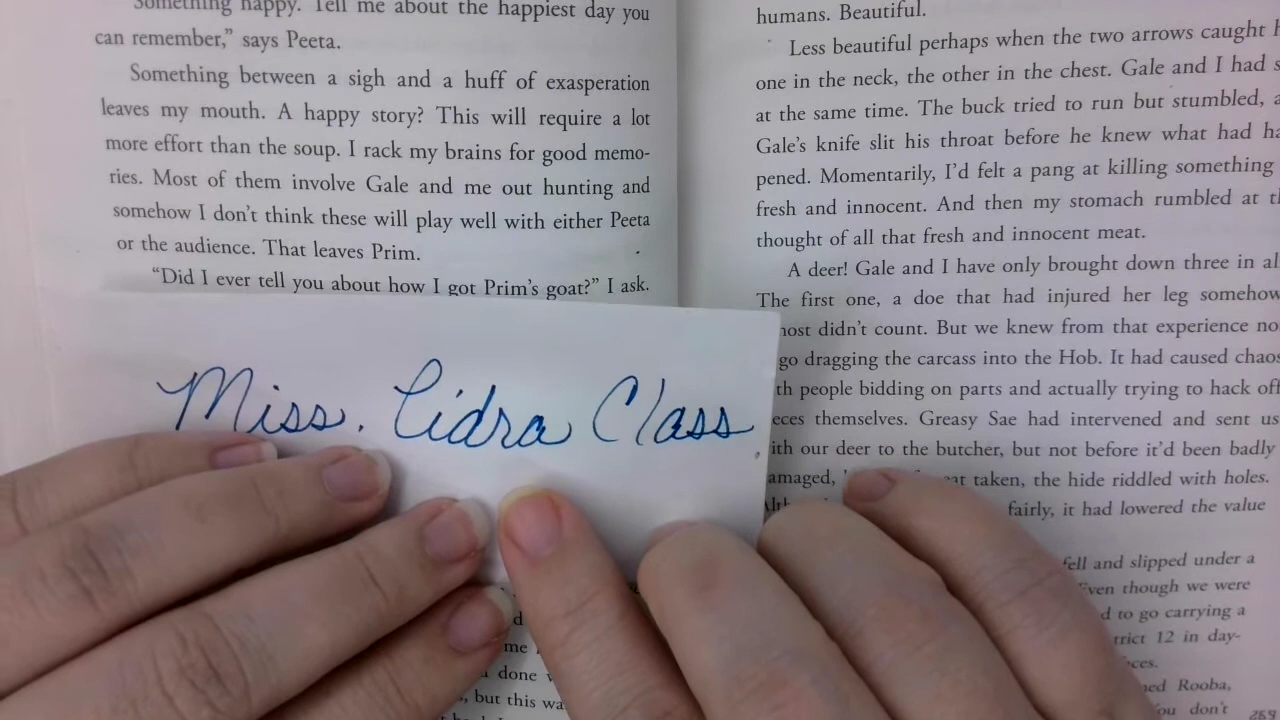 Something happy. Tell me about the happiest day you
can remember,” says Peeta.
Something between a sigh and a huff of exasperation
leaves my mouth. A happy story? This will require a lot
more effort than the soup. I rack my brains for good memo-
ries. Most of them involve Gale and me out hunting and
somehow I don’t think these will play well with either Peeta
or the audience. That leaves Prim.
“Did I ever tell you about how I got Prim’s goat?” I ask.
Miss. Cidra Class
me
done
, but this
humans. Beautiful.
Less beautiful perhaps when the two arrows caught
one in the neck, the other in the chest. Gale and I had
at the same time. The buck tried to run but stumbled,
Gale’s knife slit his throat before he knew what had
pened. Momentarily, I’d felt a pang at killing something
fresh and innocent. And then my stomach rumbled at
thought of all that fresh and innocent meat.
A deer! Gale and I have only brought down three in
The first one, a doe that had injured her leg somehow
didn’t count. But we knew from that experience
go dragging the carcass into the Hob. It had caused
people bidding on parts and actually trying to hack off
themselves. Greasy Sae had intervened and sent us
our deer to the butcher, but not before it’d been badly
taken, the hide riddled with holes.
fairly, it had lowered the value
and slipped under a
though we were
to go carrying a
12 in day-
Rooba,
don’t